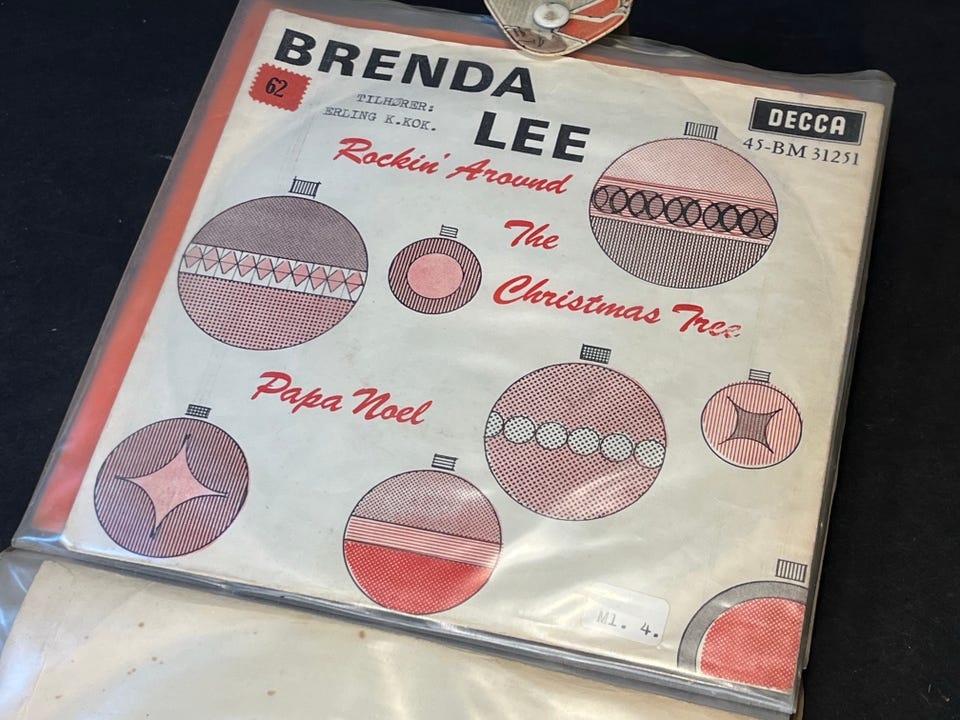 BRENDA
LEE
62
TILHØRER:
ERLING K.KOK.
DECCA
45-BM 31251
Rockin' Around
The
Christmas Tree
Papa Noel
M1. 4.